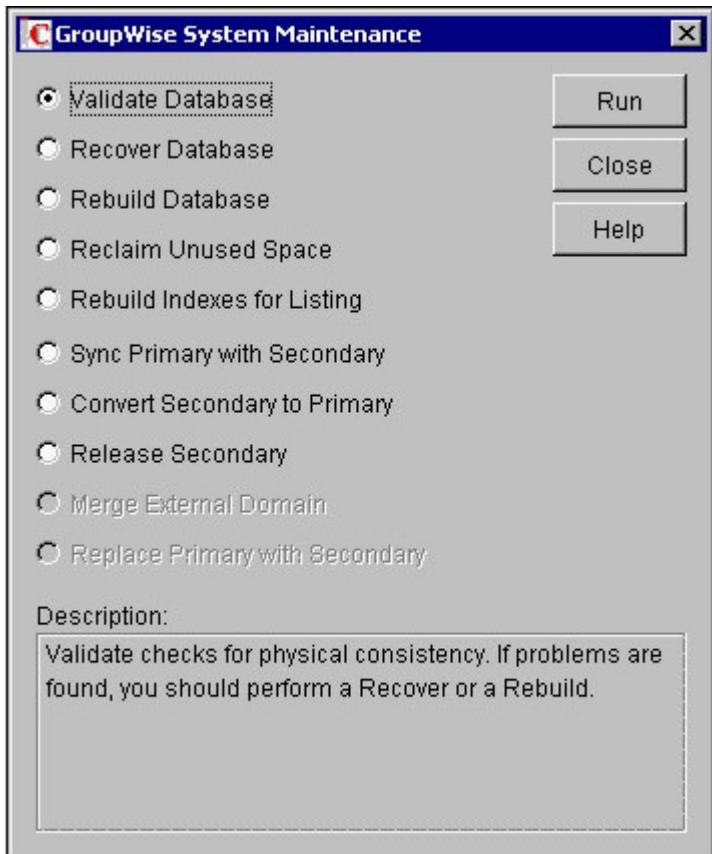 GroupWise System Maintenance
Validate Database
Run
Recover Database
Close
Rebuild Database
Help
Reclaim Unused Space
Rebuild Indexes for Listing
Sync Primary with Secondary
Convert Secondary to Primary
Release Secondary
Merge External Domain
Replace Primary with Secondary
Description:
Validate checks for physical consistency. If problems are
found, you should perform a Recover or a Rebuild.